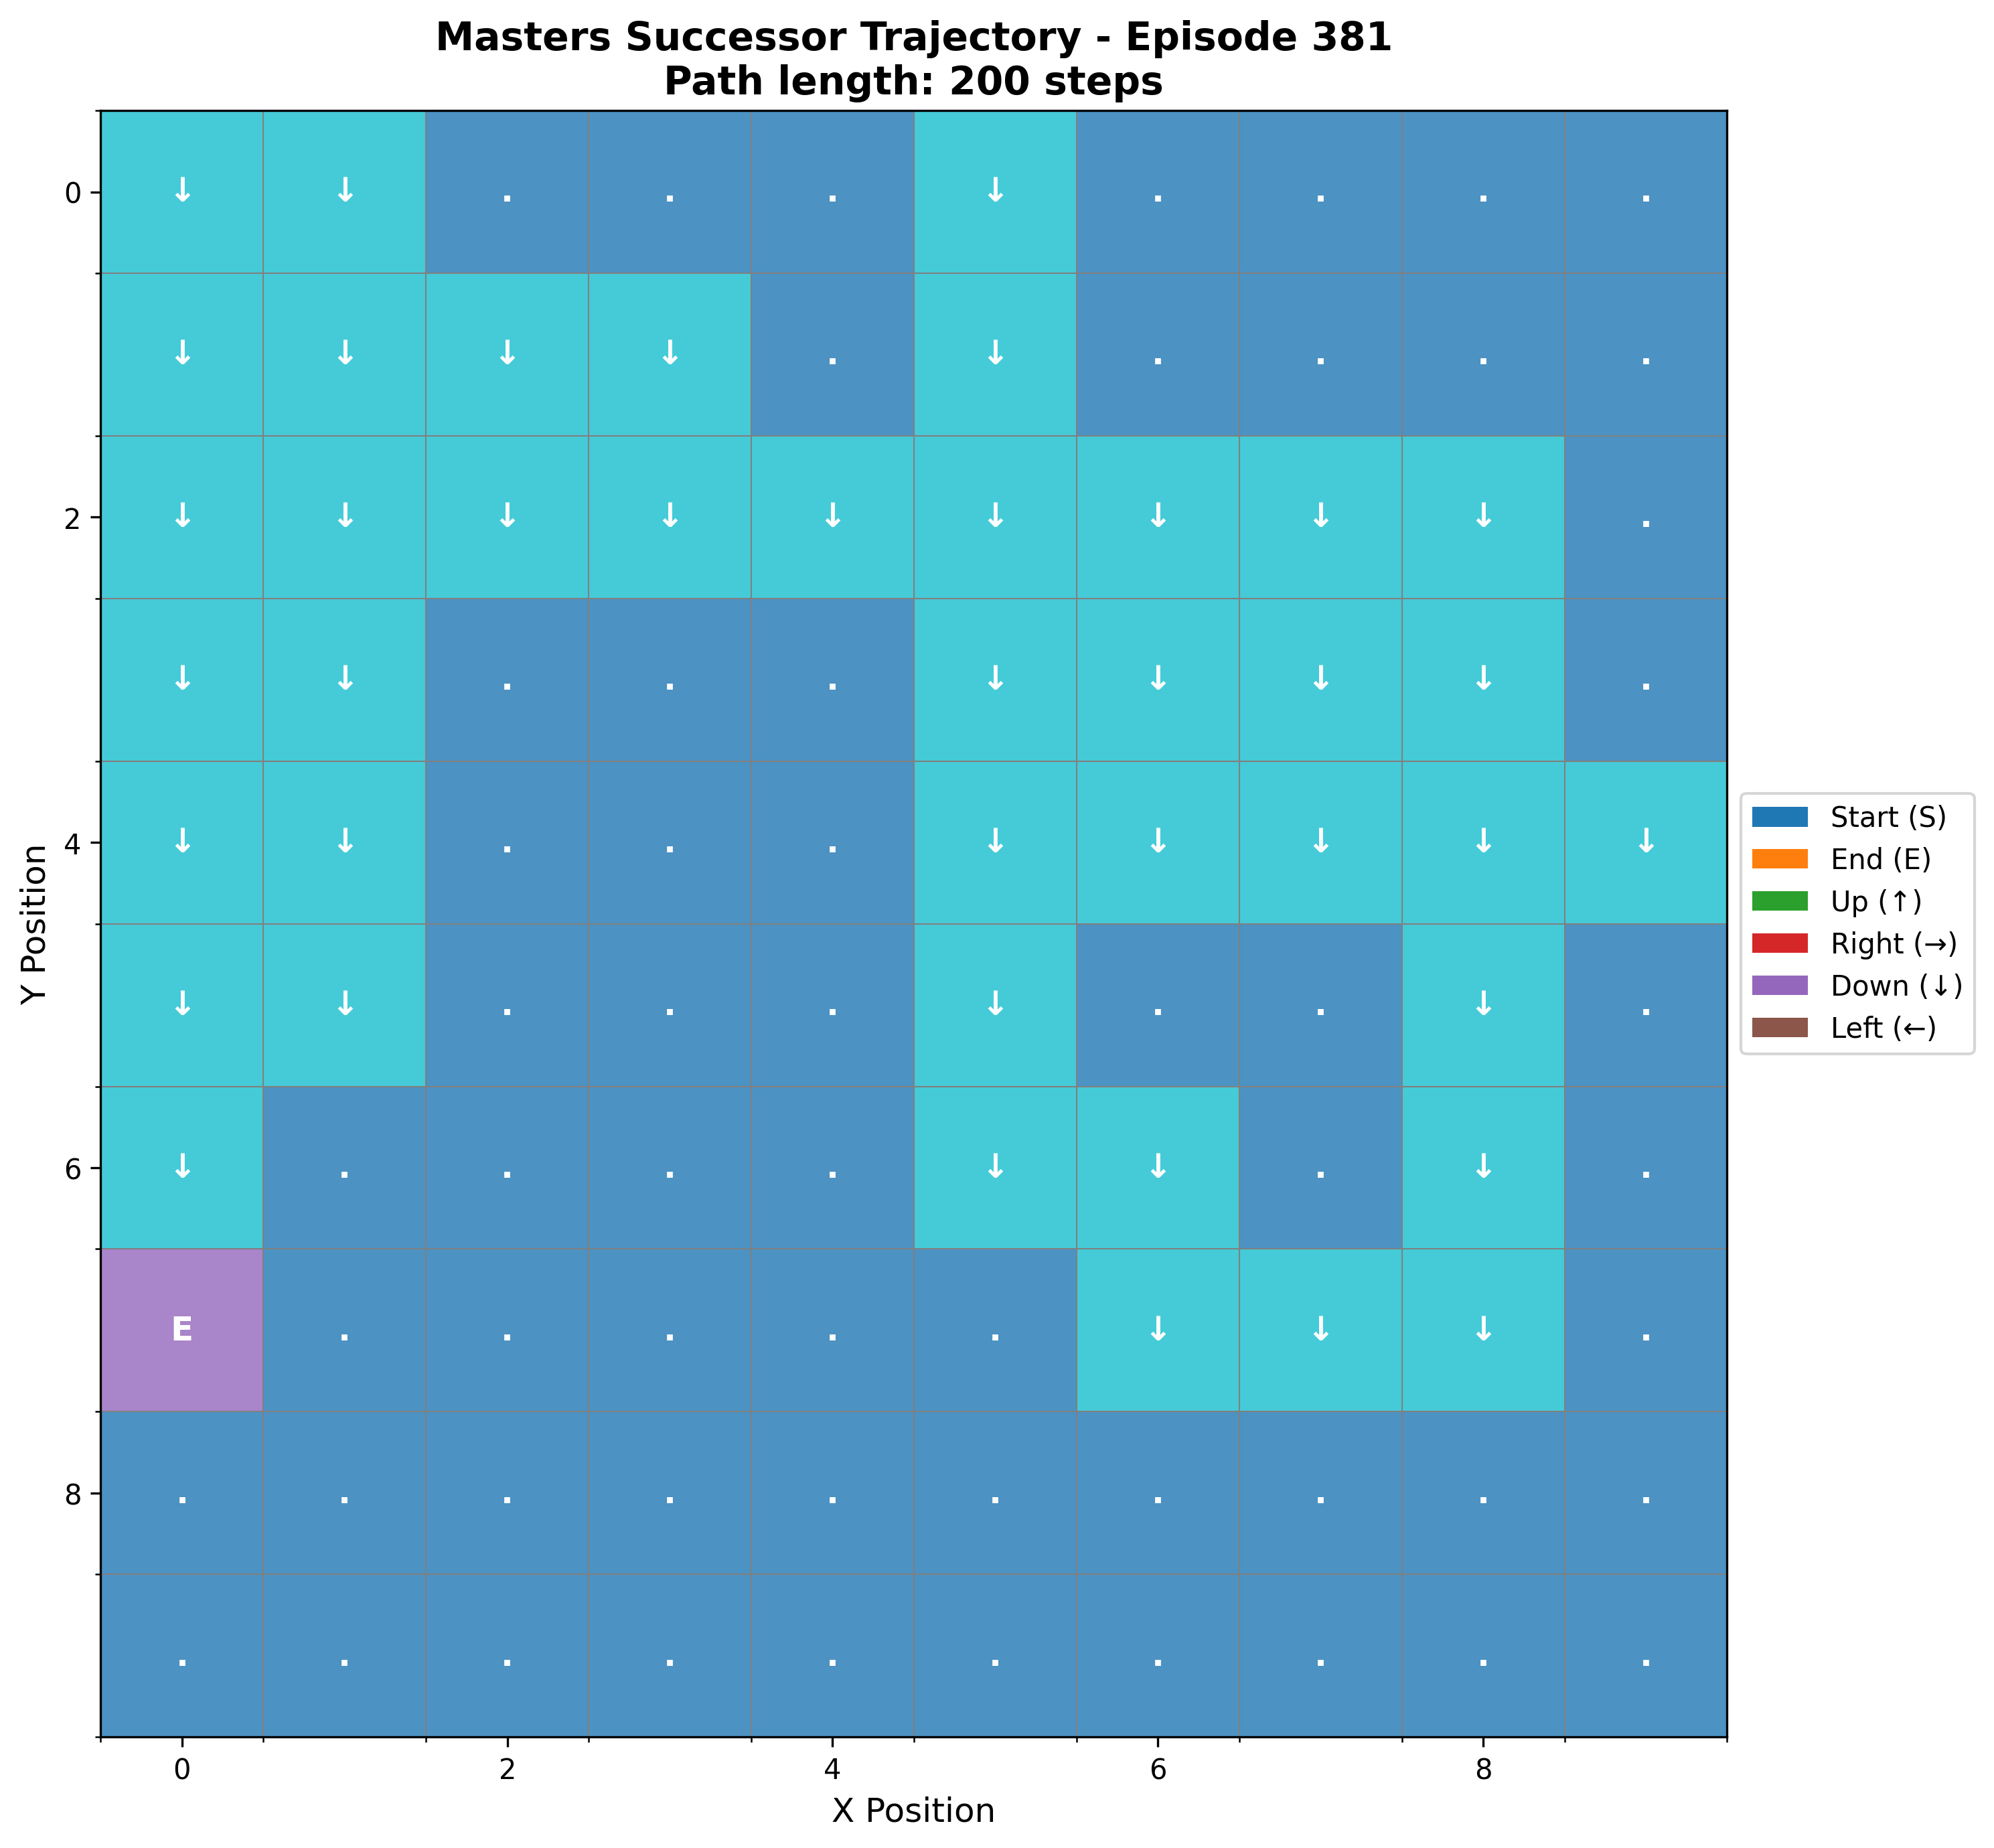 Masters Successor Trajectory - Episode 381
Path length: 200 steps
0 ↓ ↓ . . . ↓ . . . .
↓ ↓ ↓ ↓ . ↓ . . . .
2 ↓ ↓ ↓ ↓ ↓ ↓ ↓ ↓ ↓ .
↓ ↓ . . . ↓ ↓ ↓ ↓ .
4 ↓ ↓ . . . ↓ ↓ ↓ ↓ ↓
↓ ↓ . . . ↓ . . ↓ .
6 ↓ . . . . ↓ ↓ . ↓ .
E . . . . . ↓ ↓ ↓ .
8 . . . . . . . . . .
. . . . . . . . . .
0 2 4 6 8
X Position
Y Position
Start (S)
End (E)
Up (↑)
Right (→)
Down (↓)
Left (←)